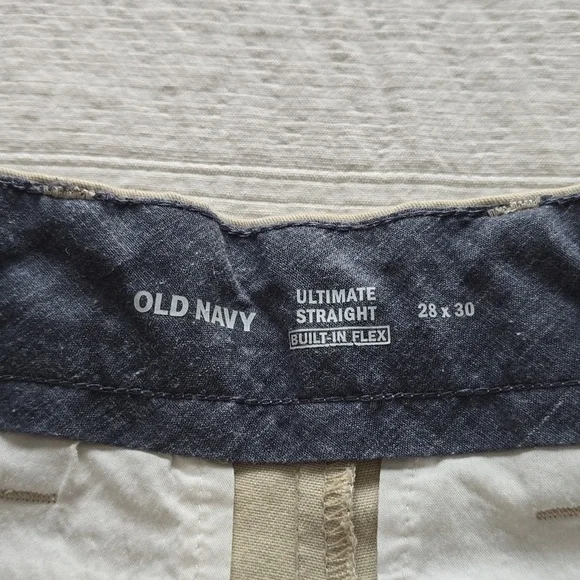 OLD NAVY
ULTIMATE
STRAIGHT
BUILT-IN FLEX
28 x 30